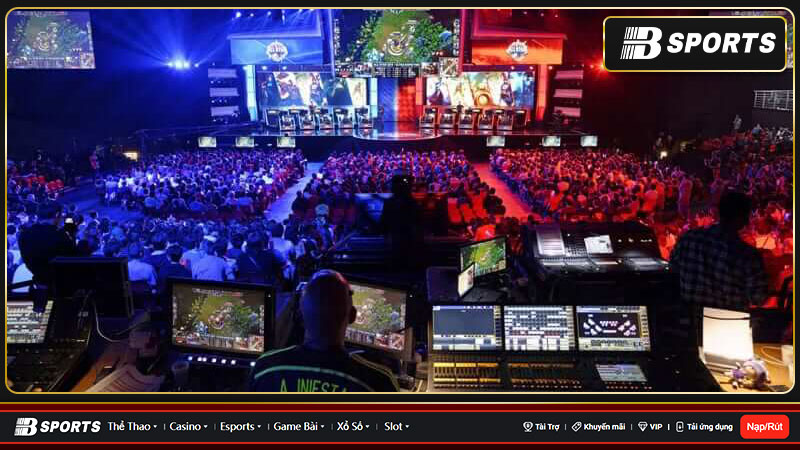 B SPORTS
A. INIESTA
B SPORTS Thể Thao Casino Esports Game Bài Xổ Số Slot Tài Trợ Khuyến mãi VIP Tải ứng dụng Nạp/Rút